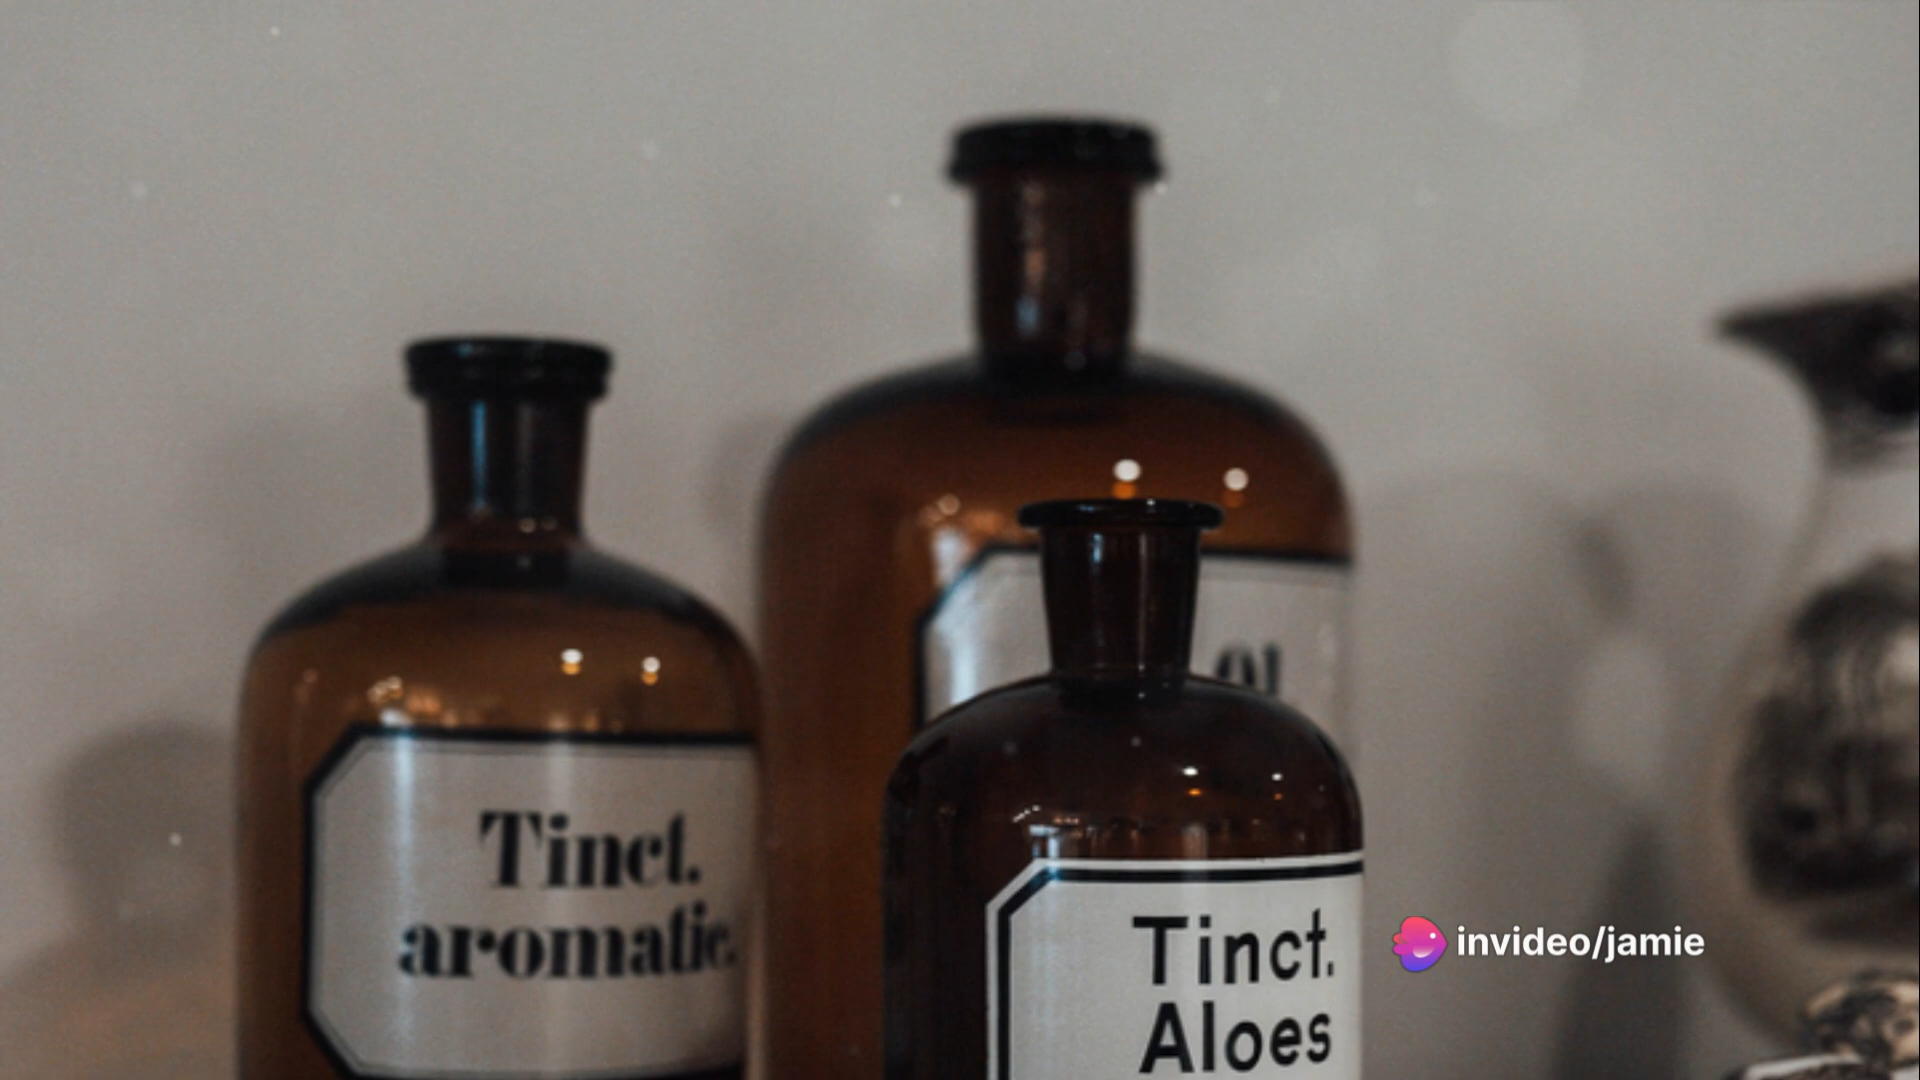 Tinct.
aromatic.
Tinct.
Aloes
invideo/jamie